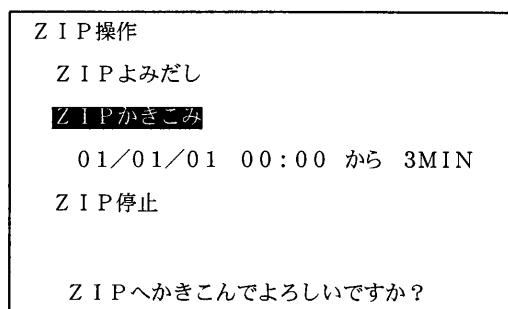 ZIP操作
ZIPよみだし
ZIPかきこみ
01/01/01 00:00 から 3MIN
ZIP停止
ZIPへかきこんでよろしいですか?